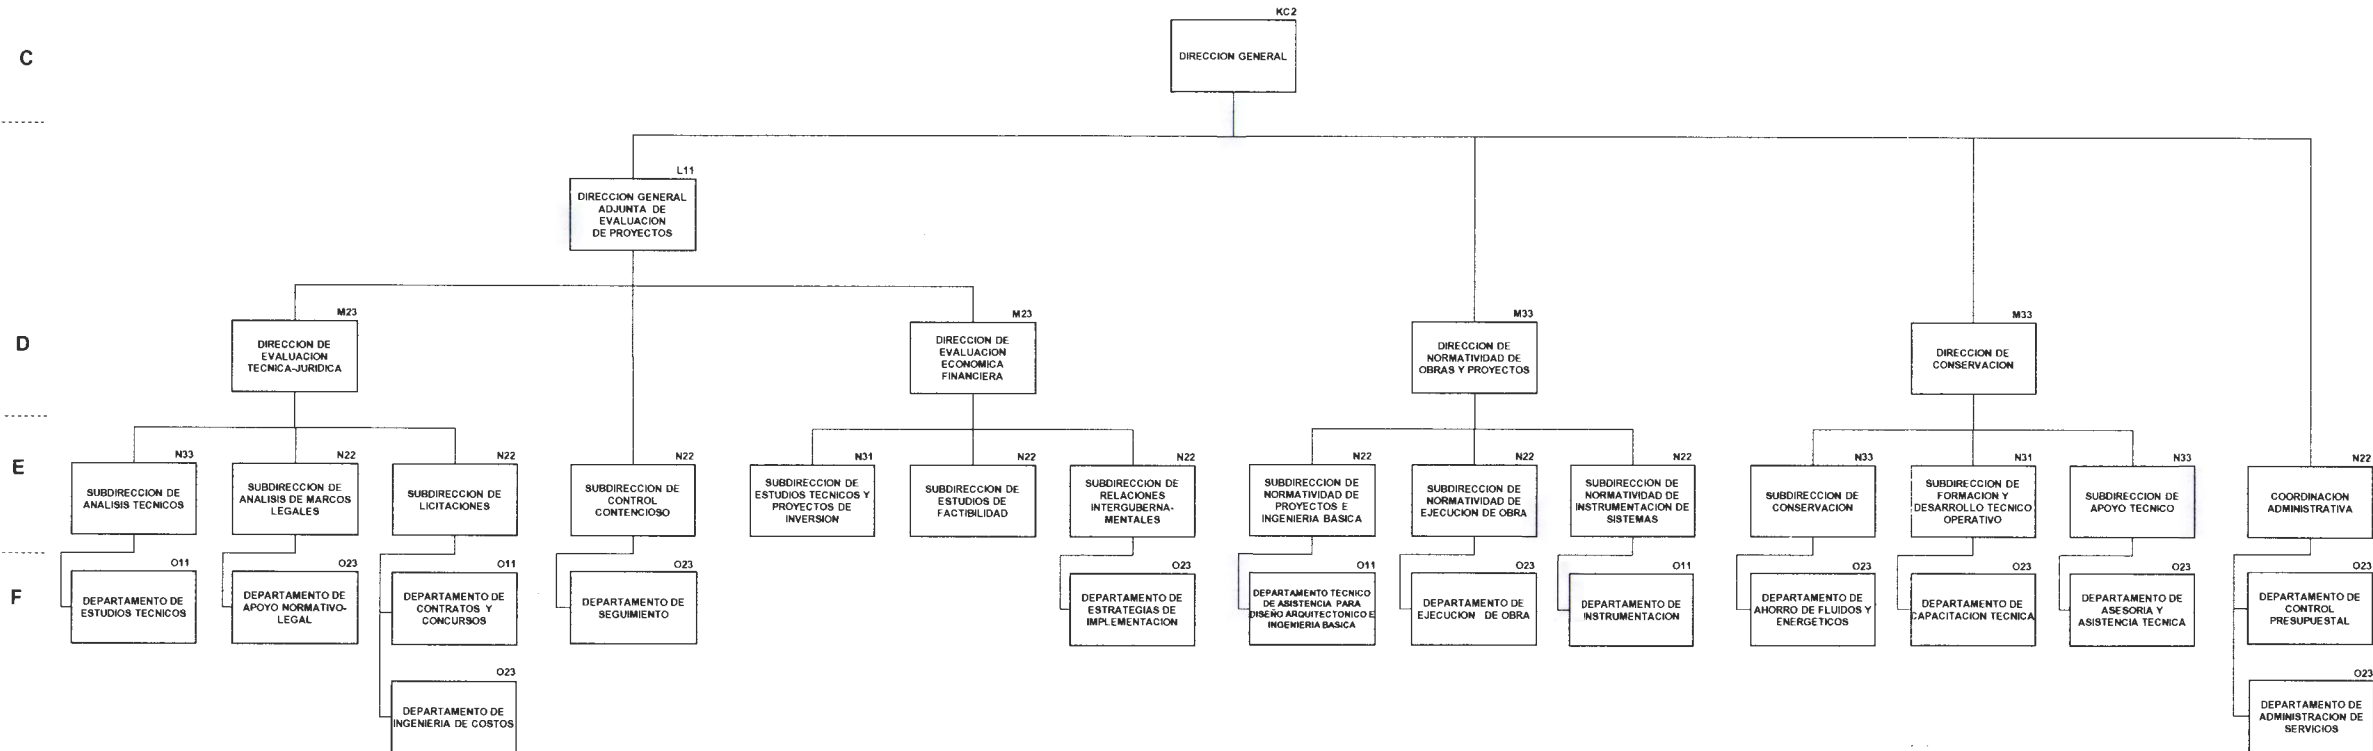 KC2
C
DIRECCION GENERAL
L11
DIRECCION GENERAL
ADJUNTA DE
EVALUACION
DE PROYECTOS
D
M23
DIRECCION DE
EVALUACION
TECNICA-JURIDICA
M23
DIRECCION DE
EVALUACION
ECONOMICA
FINANCIERA
M33
DIRECCION DE
NORMATIVIDAD DE
OBRAS Y PROYECTOS
M33
DIRECCION DE
CONSERVACION
E
N33
SUBDIRECCION DE
ANALISIS TECNICOS
N22
SUBDIRECCION DE
ANALISIS DE MARCOS
LEGALES
N22
SUBDIRECCION DE
LICITACIONES
N22
SUBDIRECCION DE
CONTROL
CONTENCIOSO
N31
SUBDIRECCION DE
ESTUDIOS TECNICOS Y
PROYECTOS DE
INVERSION
N22
SUBDIRECCION DE
ESTUDIOS DE
FACTIBILIDAD
N22
SUBDIRECCION DE
RELACIONES
INTERGUBERNA-
MENTALES
N22
SUBDIRECCION DE
NORMATIVIDAD DE
PROYECTOS E
INGENIERIA BASICA
N22
SUBDIRECCION DE
NORMATIVIDAD DE
EJECUCION DE OBRA
N22
SUBDIRECCION DE
NORMATIVIDAD DE
INSTRUMENTACION DE
SISTEMAS
N33
SUBDIRECCION DE
CONSERVACION
N31
SUBDIRECCION DE
FORMACION Y
DESARROLLO TECNICO
OPERATIVO
N33
SUBDIRECCION DE
APOYO TECNICO
N22
COORDINACION
ADMINISTRATIVA
F
O11
DEPARTAMENTO DE
ESTUDIOS TECNICOS
O23
DEPARTAMENTO DE
APOYO NORMATIVO-
LEGAL
O11
DEPARTAMENTO DE
CONTRATOS Y
CONCURSOS
O23
DEPARTAMENTO DE
SEGUIMIENTO
O23
DEPARTAMENTO DE
ESTRATEGIAS DE
IMPLEMENTACION
O11
DEPARTAMENTO TECNICO
DE ASISTENCIA PARA
DISEÑO ARQUITECTONICO E
INGENIERIA BASICA
O23
DEPARTAMENTO DE
EJECUCION DE OBRA
O11
DEPARTAMENTO DE
INSTRUMENTACION
O23
DEPARTAMENTO DE
AHORRO DE FLUIDOS Y
ENERGETICOS
O23
DEPARTAMENTO DE
CAPACITACION TECNICA
O23
DEPARTAMENTO DE
ASESORIA Y
ASISTENCIA TECNICA
O23
DEPARTAMENTO DE
CONTROL
PRESUPUESTAL
O23
DEPARTAMENTO DE
INGENIERIA DE COSTOS
O23
DEPARTAMENTO DE
ADMINISTRACION DE
SERVICIOS